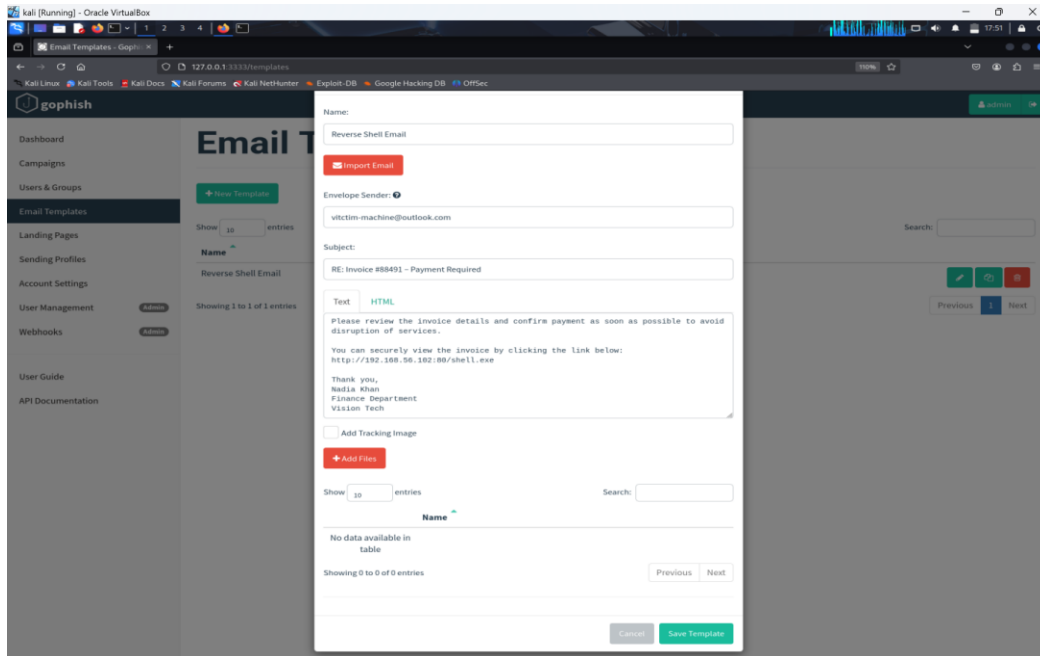 kali [Running] - Oracle VirtualBox
1 2 3 4
17:51
Email Templates - Gophish
127.0.0.1:3333/templates
110%
Kali Linux Kali Tools Kali Docs Kali Forums Kali NetHunter Exploit-DB Google Hacking DB OffSec
gophish
admin
Dashboard
Campaigns
Users & Groups
Email Templates
Landing Pages
Sending Profiles
Account Settings
User Management Admin
Webhooks Admin
User Guide
API Documentation
Email T
New Template
Show 10 entries
Search:
Name
Reverse Shell Email
Showing 1 to 1 of 1 entries
Previous 1 Next
Name:
Reverse Shell Email
Import Email
Envelope Sender:
vitctim-machine@outlook.com
Subject:
RE: Invoice #88491 – Payment Required
Text HTML
Please review the invoice details and confirm payment as soon as possible to avoid
disruption of services.
You can securely view the invoice by clicking the link below:
http://192.168.56.102:80/shell.exe
Thank you,
Nadia Khan
Finance Department
Vision Tech
Add Tracking Image
Add Files
Show 10 entries
Search:
Name
No data available in
table
Showing 0 to 0 of 0 entries
Previous Next
Cancel Save Template